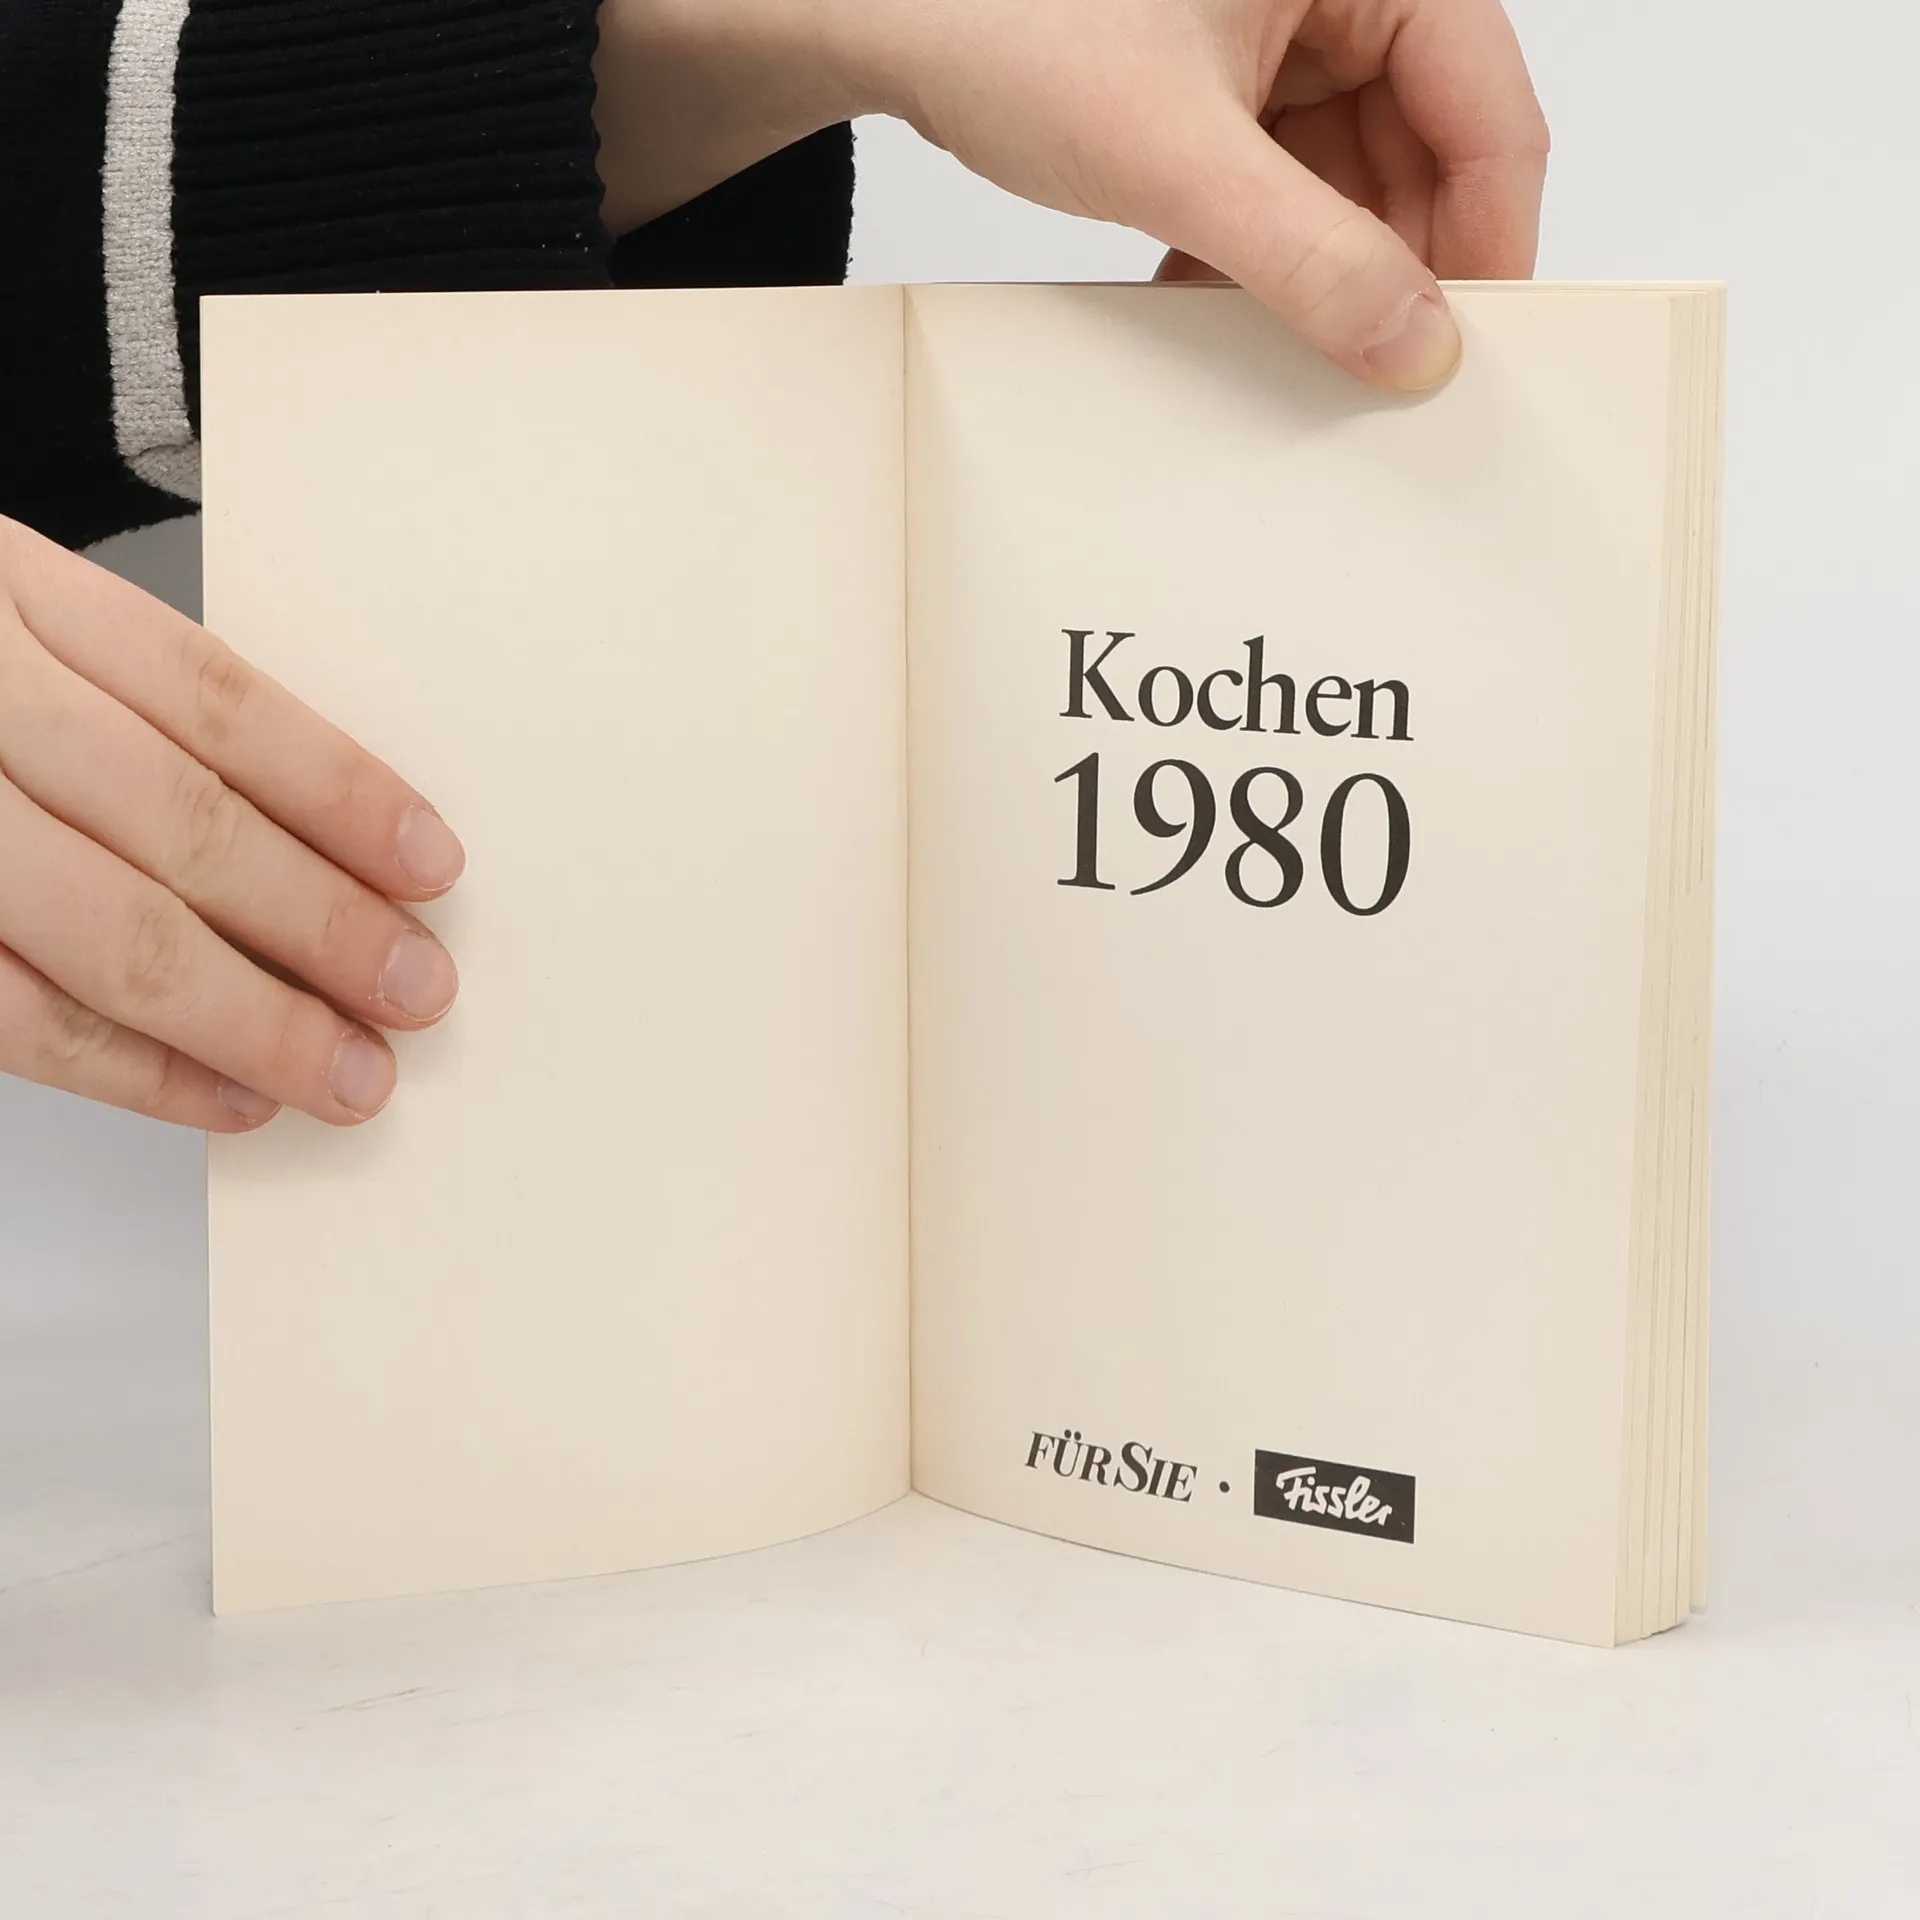 Kochen
1980
FÜR SIE · Fissler